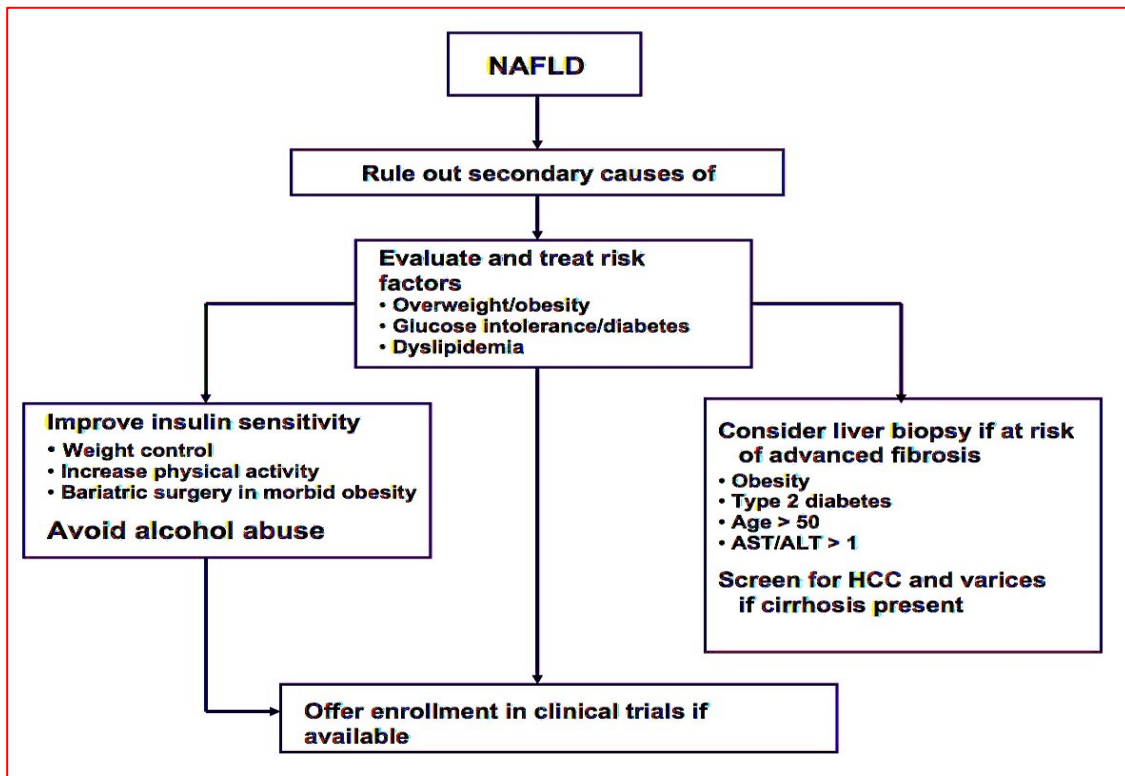 NAFLD
Rule out secondary causes of
Evaluate and treat risk
factors
• Overweight/obesity
• Glucose intolerance/diabetes
• Dyslipidemia
Improve insulin sensitivity
• Weight control
• Increase physical activity
• Bariatric surgery in morbid obesity
Avoid alcohol abuse
Consider liver biopsy if at risk
of advanced fibrosis
• Obesity
• Type 2 diabetes
• Age > 50
• AST/ALT > 1
Screen for HCC and varices
if cirrhosis present
Offer enrollment in clinical trials if
available